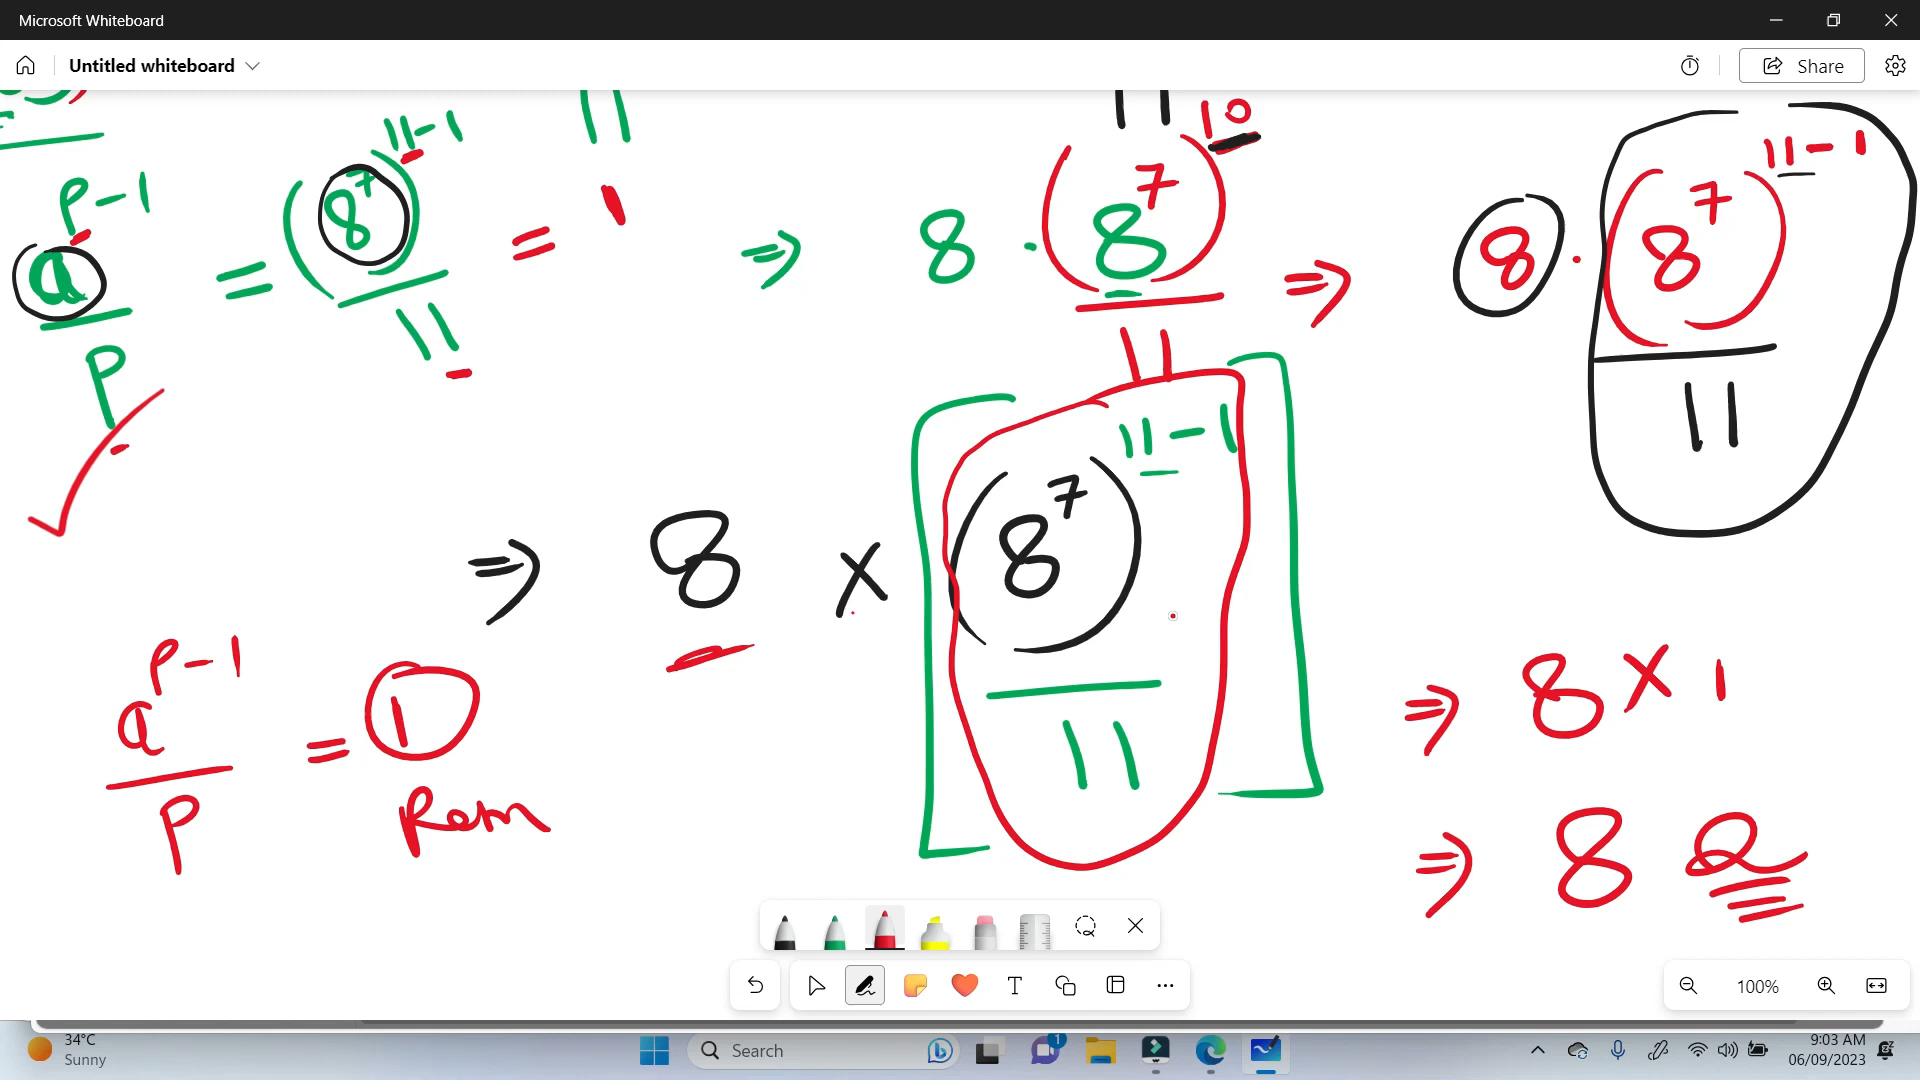 Microsoft Whiteboard
Untitled whiteboard
Share
a^(p-1) / p = (8^7)^(11-1) / 11 = 1
⇒ 8 · (8^7)^10 / 11 ⇒ 8 · (8^7)^(11-1) / 11
11
11
⇒ 8 × (8^7)^(11-1) / 11
a^(p-1) / p = 1
Rem
⇒ 8 × 1
⇒ 8
100%
34°C
Sunny
Search
1
9:03 AM
06/09/2023